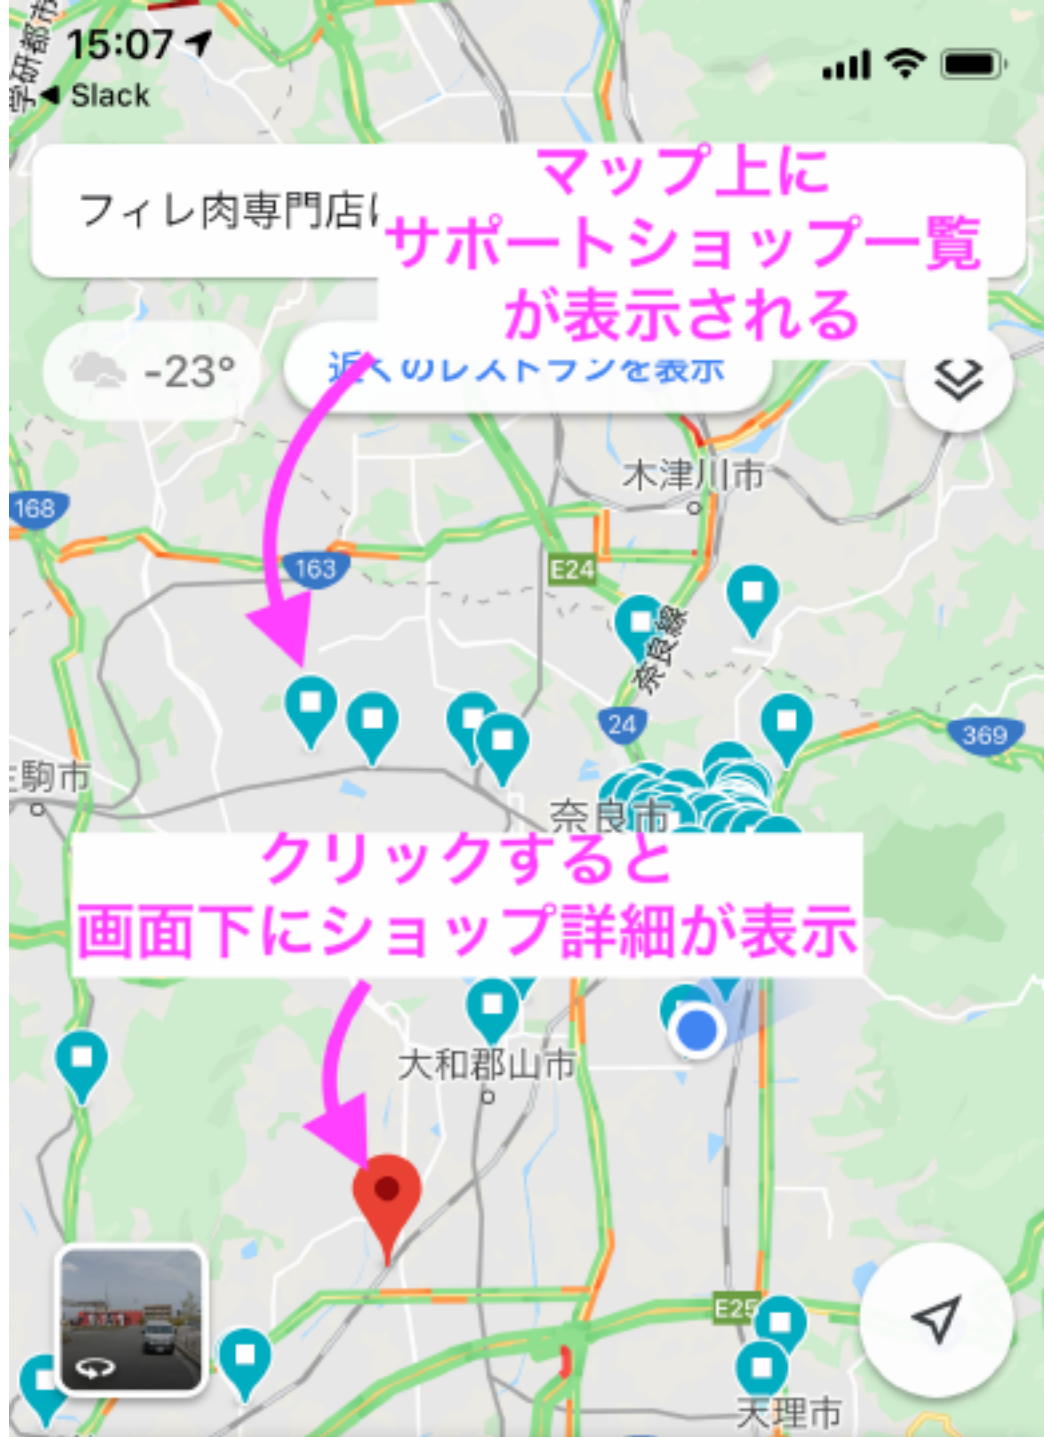 学研都市
15:07
Slack
フィレ肉専門店
マップ上に
サポートショップ一覧
が表示される
-23°
近くのレストランを表示
木津川市
168
163
E24
奈良線
24
369
駒市
奈良市
クリックすると
画面下にショップ詳細が表示
大和郡山市
E25
天理市